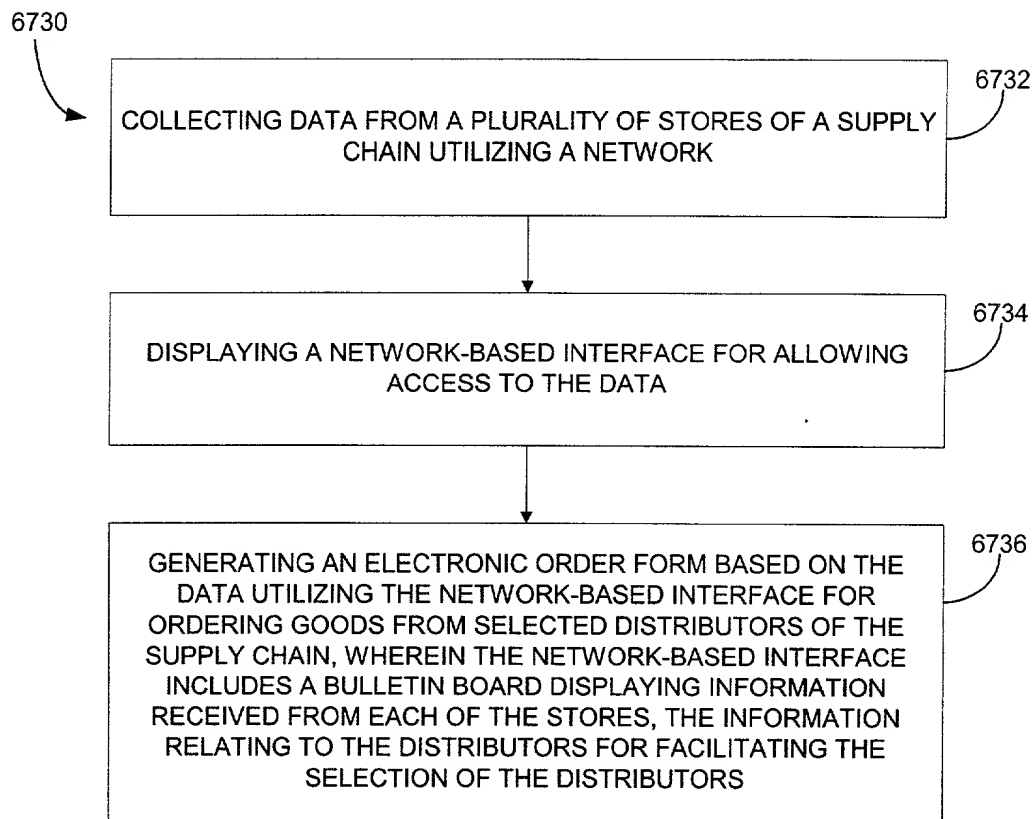 6730
6732
COLLECTING DATA FROM A PLURALITY OF STORES OF A SUPPLY
CHAIN UTILIZING A NETWORK
6734
DISPLAYING A NETWORK-BASED INTERFACE FOR ALLOWING
ACCESS TO THE DATA
6736
GENERATING AN ELECTRONIC ORDER FORM BASED ON THE
DATA UTILIZING THE NETWORK-BASED INTERFACE FOR
ORDERING GOODS FROM SELECTED DISTRIBUTORS OF THE
SUPPLY CHAIN, WHEREIN THE NETWORK-BASED INTERFACE
INCLUDES A BULLETIN BOARD DISPLAYING INFORMATION
RECEIVED FROM EACH OF THE STORES, THE INFORMATION
RELATING TO THE DISTRIBUTORS FOR FACILITATING THE
SELECTION OF THE DISTRIBUTORS